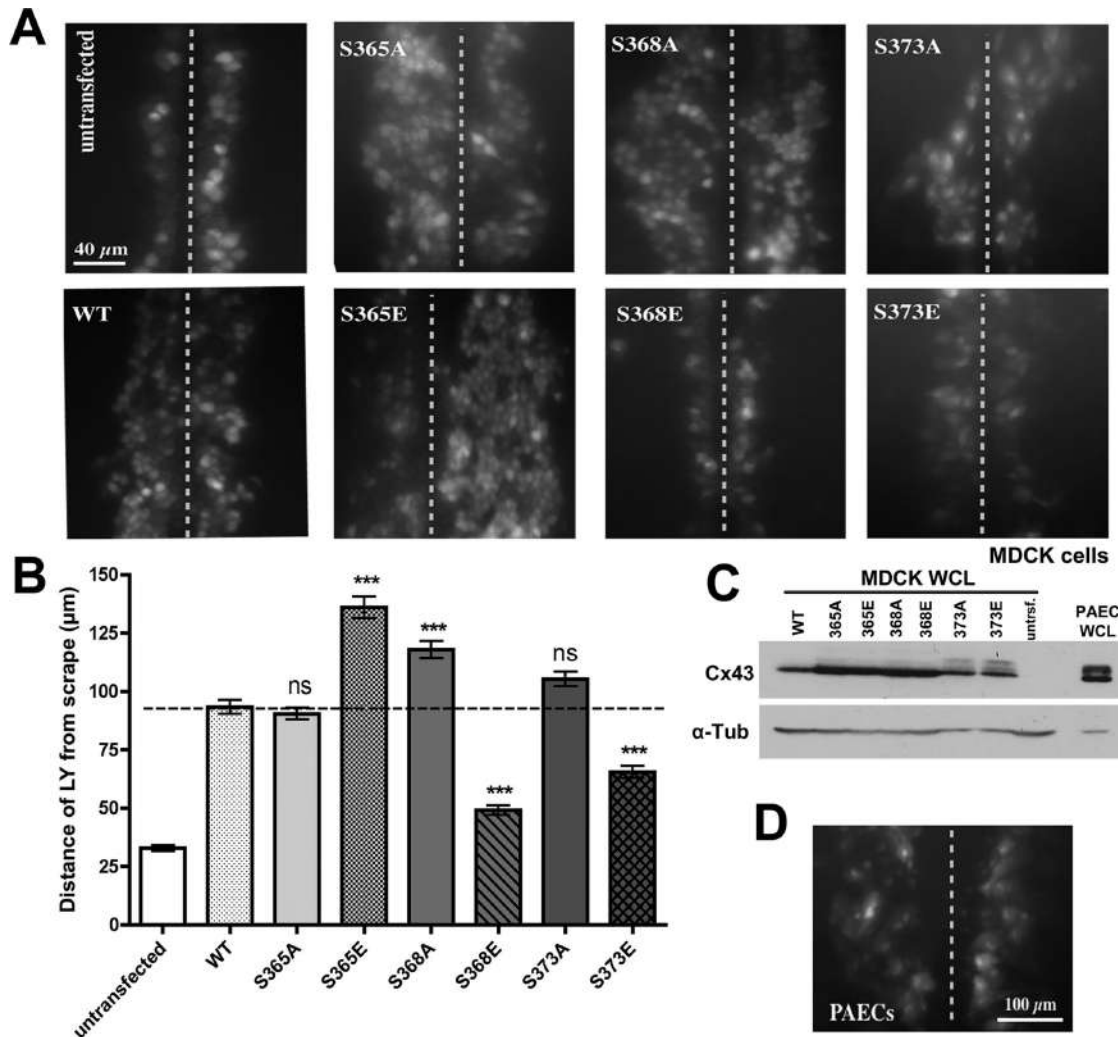 A
untransfected
40 µm
S365A
S368A
S373A
WT
S365E
S368E
S373E
MDCK cells
B
Distance of LY from scrape (µm)
150
125
100
75
50
25
0
ns
***
***
***
ns
***
untransfected
WT
S365A
S365E
S368A
S368E
S373A
S373E
C
MDCK WCL
WT
365A
365E
368A
368E
373A
373E
untrsf.
PAEC
WCL
Cx43
α-Tub
D
PAECs
100 µm